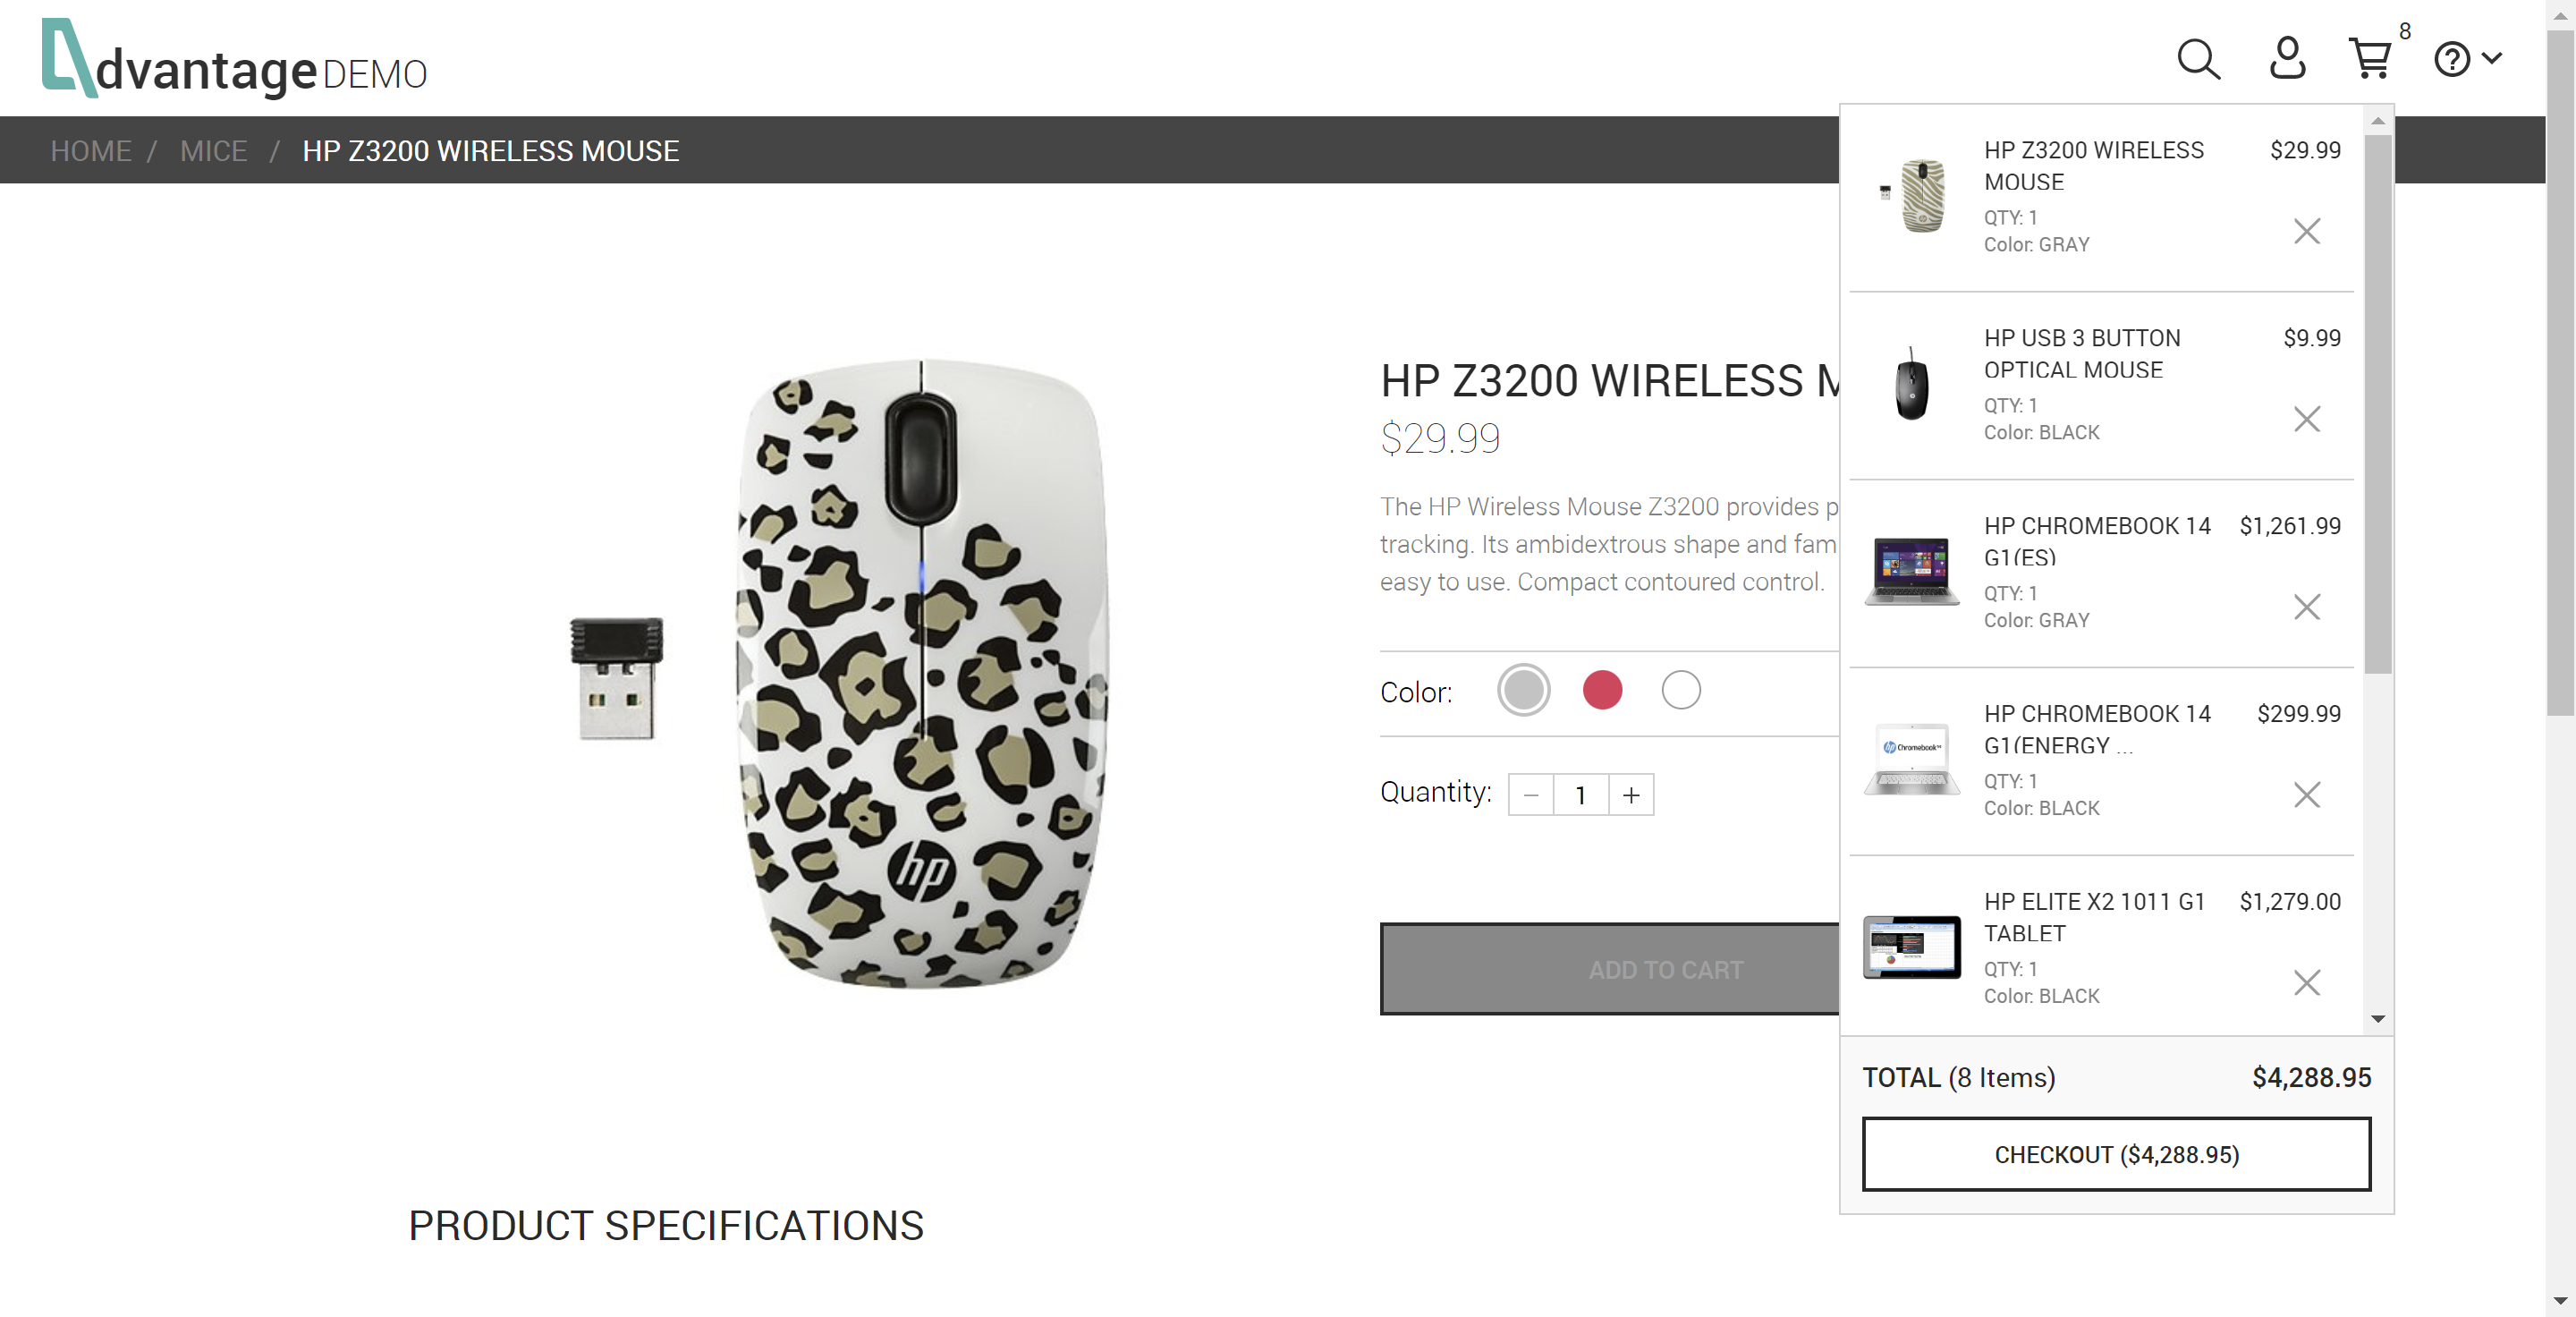 dvantage DEMO
8
HOME / MICE / HP Z3200 WIRELESS MOUSE
HP Z3200 WIRELESS M
$29.99
The HP Wireless Mouse Z3200 provides p
tracking. Its ambidextrous shape and fam
easy to use. Compact contoured control.
Color:
Quantity: − 1 +
ADD TO CART
hp
PRODUCT SPECIFICATIONS
HP Z3200 WIRELESS $29.99
MOUSE
QTY: 1
Color: GRAY
HP USB 3 BUTTON $9.99
OPTICAL MOUSE
QTY: 1
Color: BLACK
HP CHROMEBOOK 14 $1,261.99
G1(ES)
QTY: 1
Color: GRAY
HP CHROMEBOOK 14 $299.99
G1(ENERGY ...
QTY: 1
Color: BLACK
hp Chromebook
HP ELITE X2 1011 G1 $1,279.00
TABLET
QTY: 1
Color: BLACK
TOTAL (8 Items) $4,288.95
CHECKOUT ($4,288.95)